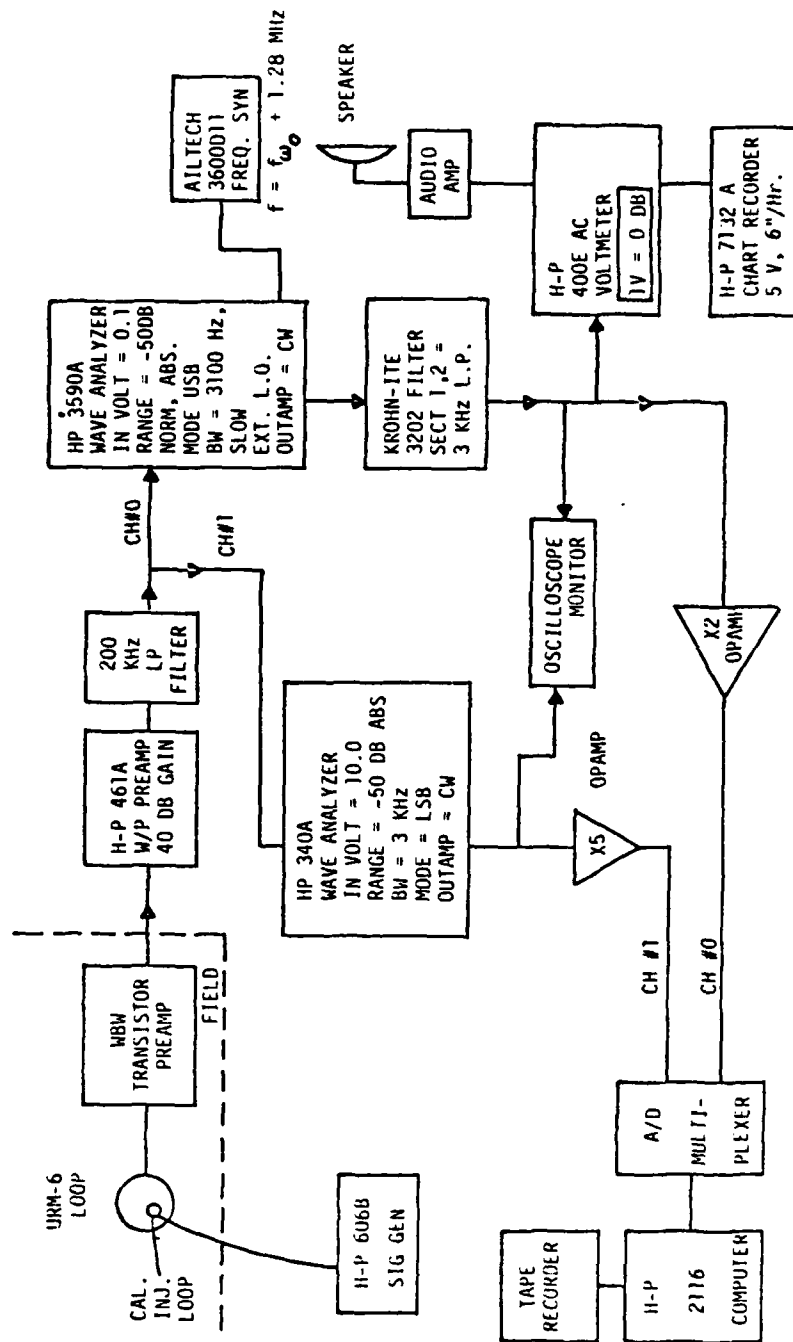 URM-6
LOOP
CAL.
INJ.
LOOP
WBW
TRANSISTOR
PREAMP
FIELD
H-P 606B
SIG GEN
H-P 461A
W/P PREAMP
40 DB GAIN
200
KHz
LP
FILTER
CH#0
CH#1
HP 3590A
WAVE ANALYZER
IN VOLT = 0.1
RANGE = -50DB
NORM, ABS.
MODE USB
BW = 3100 Hz,
SLOW
EXT. L.O.
OUTAMP = CW
AILTECH
3600D11
FREQ. SYN
f = fω0 + 1.28 MHz
HP 340A
WAVE ANALYZER
IN VOLT = 10.0
RANGE = -50 DB ABS
BW = 3 KHz
MODE = LSB
OUTAMP = CW
KROHN-ITE
3202 FILTER
SECT 1,2 =
3 KHz L.P.
SPEAKER
AUDIO
AMP
OSCILLOSCOPE
MONITOR
H-P
400E AC
VOLTMETER
1V = 0 DB
H-P 7132 A
CHART RECORDER
5 V, 6"/Hr.
OPAMP
X5
X2
OPAMP
CH #1
CH #0
TAPE
RECORDER
H-P
2116
COMPUTER
A/D
MULTI-
PLEXER